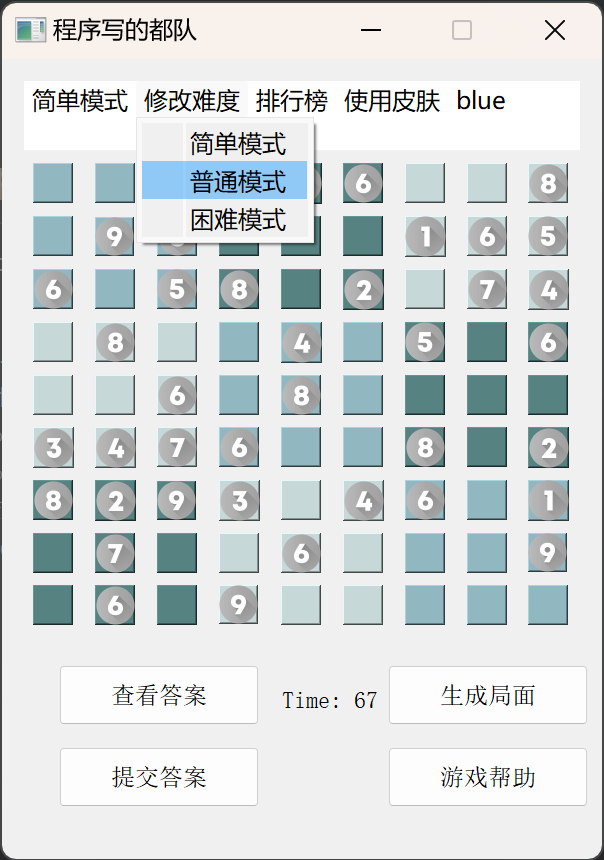 程序写的都队
简单模式 修改难度 排行榜 使用皮肤 blue
简单模式
普通模式
困难模式
6 8
9 1 6 5
6 5 8 2 7 4
8 4 5 6
6 8
3 4 7 6 8 2
8 2 9 3 4 6 1
7 6 9
6 9
查看答案 Time: 67 生成局面
提交答案 游戏帮助